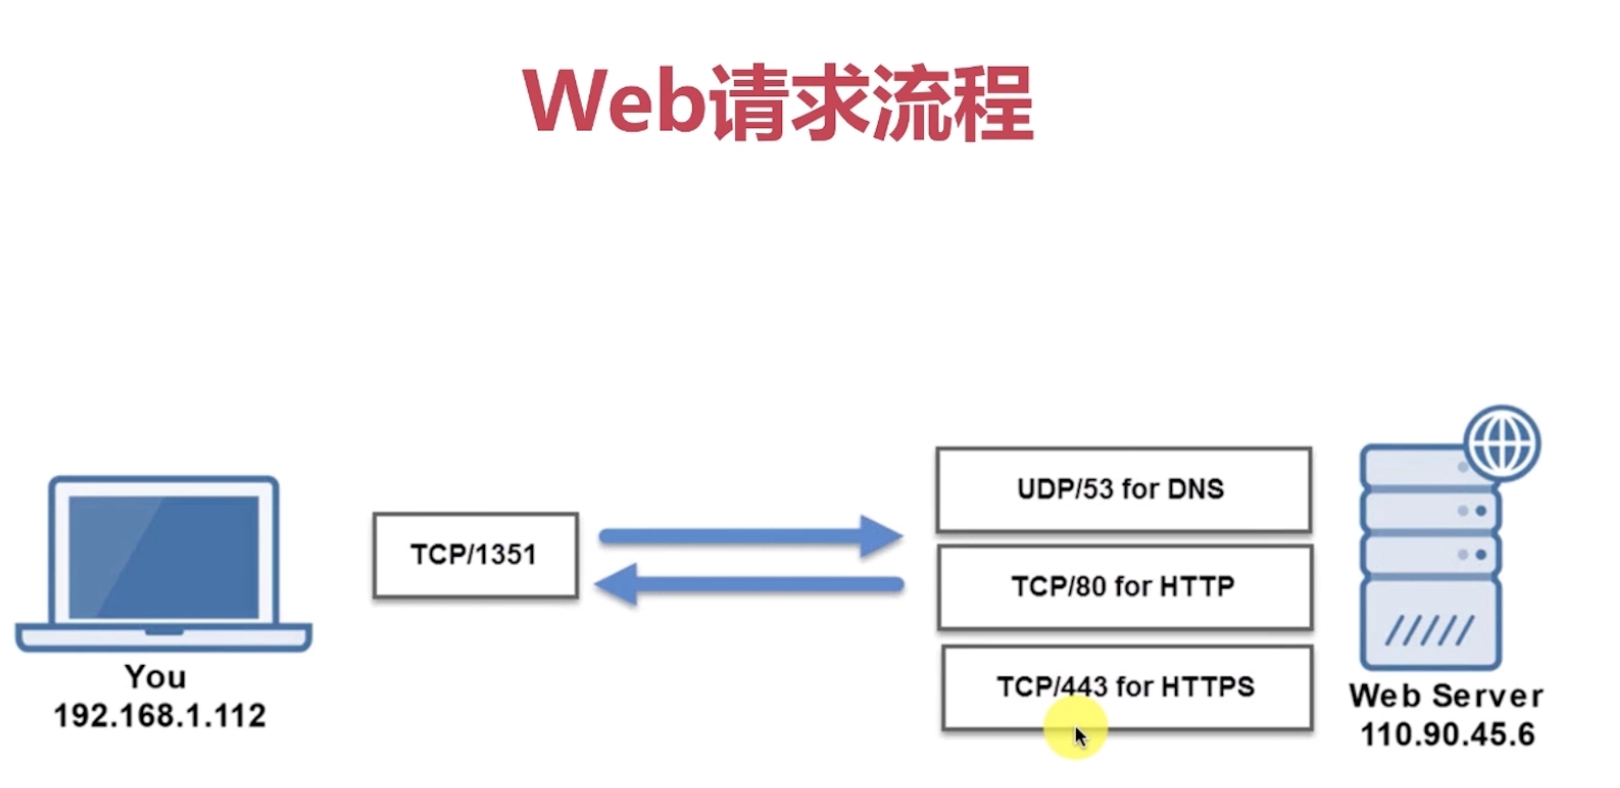 Web请求流程
TCP/1351
UDP/53 for DNS
TCP/80 for HTTP
TCP/443 for HTTPS
You
192.168.1.112
Web Server
110.90.45.6